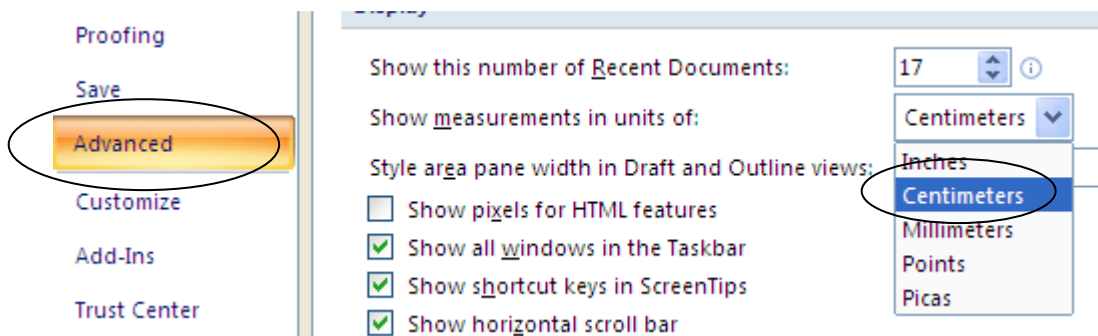 Display
Proofing
Save
Advanced
Customize
Add-Ins
Trust Center
Show this number of Recent Documents: 17
Show measurements in units of: Centimeters
Style area pane width in Draft and Outline views:
Inches
Centimeters
Millimeters
Points
Picas
Show pixels for HTML features
Show all windows in the Taskbar
Show shortcut keys in ScreenTips
Show horizontal scroll bar